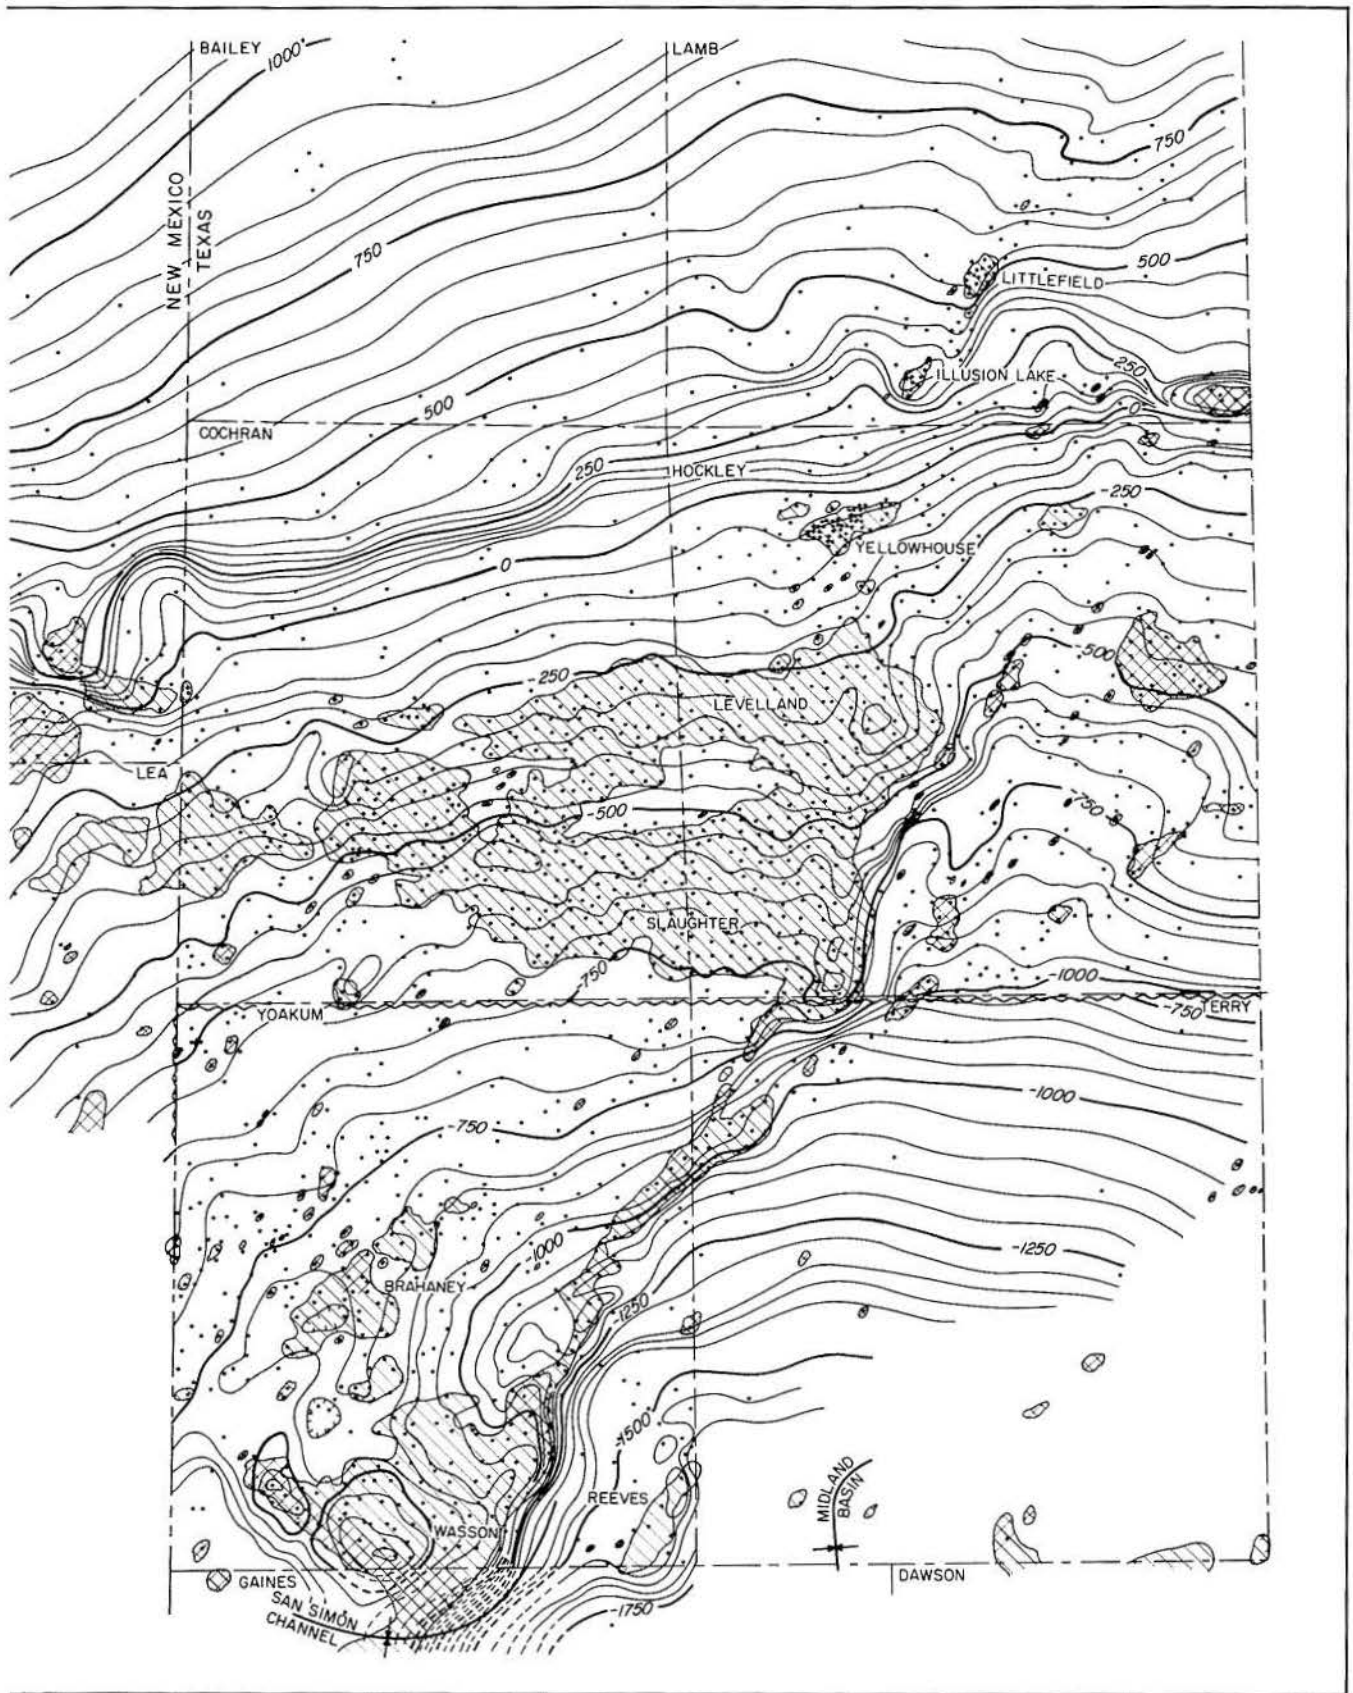 BAILEY
LAMB
1000
750
NEW MEXICO
TEXAS
750
500
LITTLEFIELD
250
ILLUSION LAKE
500
0
COCHRAN
250
HOCKLEY
-250
YELLOWHOUSE
0
-500
-250
LEVELLAND
LEA
-500
-750
SLAUGHTER
-750
-1000
YOAKUM
-750
TERRY
-1000
-750
-1000
-1250
BRAHANEY
-1250
-1500
MIDLAND
BASIN
REEVES
WASSON
GAINES
DAWSON
SAN SIMON
CHANNEL
-1750